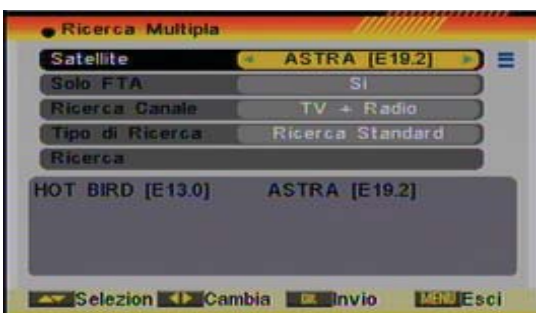 Ricerca Multipla
Satellite ASTRA [E19.2]
Solo FTA Si
Ricerca Canale TV + Radio
Tipo di Ricerca Ricerca Standard
Ricerca
HOT BIRD [E13.0] ASTRA [E19.2]
Selezion Cambia OK Invio MENU Esci